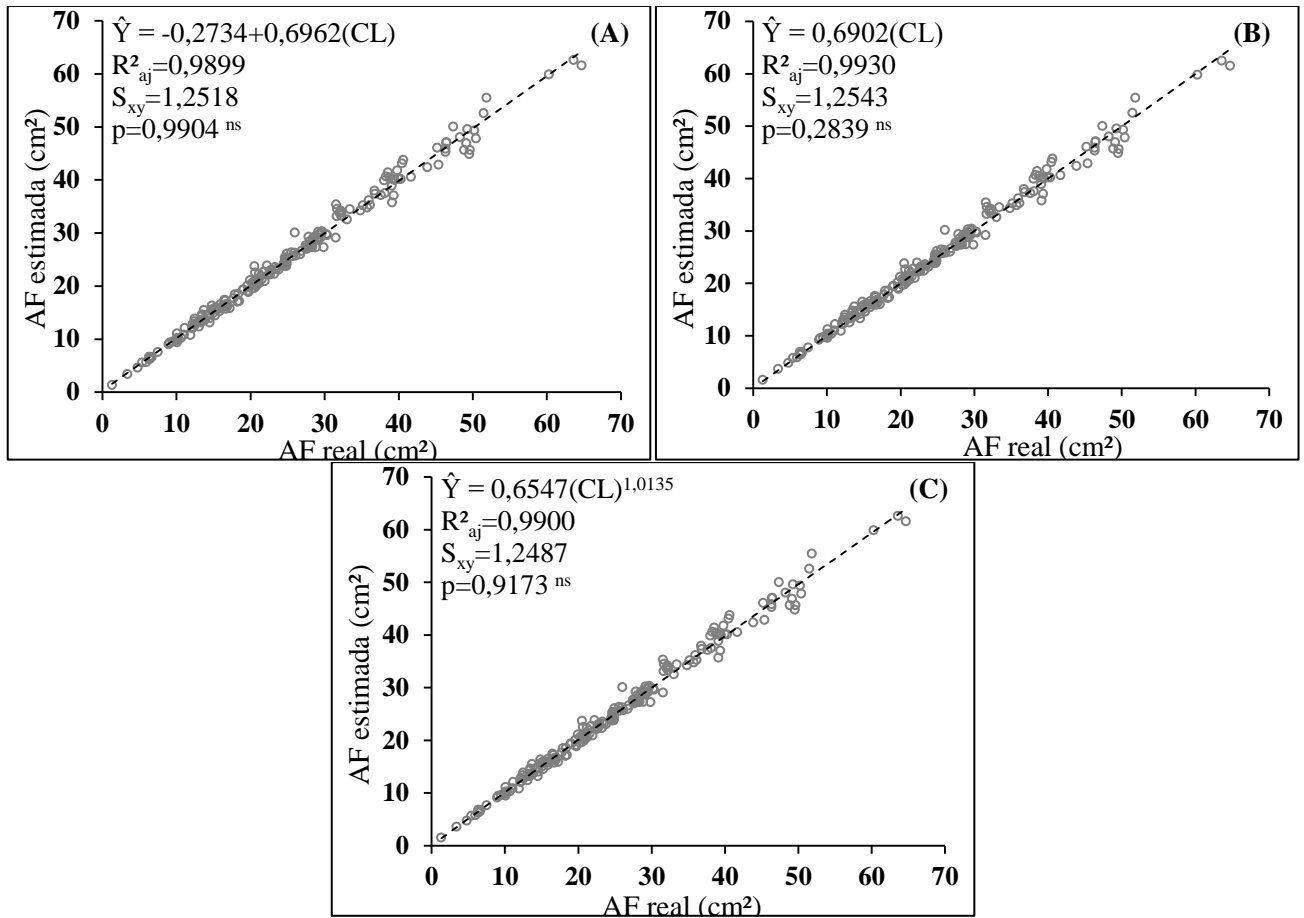 Ŷ = -0,2734+0,6962(CL)
R²aj=0,9899
Sxy=1,2518
p=0,9904 ns
(A)
AF estimada (cm²)
70
60
50
40
30
20
10
0
0 10 20 30 40 50 60 70
AF real (cm²)
Ŷ = 0,6902(CL)
R²aj=0,9930
Sxy=1,2543
p=0,2839 ns
(B)
AF estimada (cm²)
70
60
50
40
30
20
10
0
0 10 20 30 40 50 60 70
AF real (cm²)
Ŷ = 0,6547(CL)1,0135
R²aj=0,9900
Sxy=1,2487
p=0,9173 ns
(C)
AF estimada (cm²)
70
60
50
40
30
20
10
0
0 10 20 30 40 50 60 70
AF real (cm²)